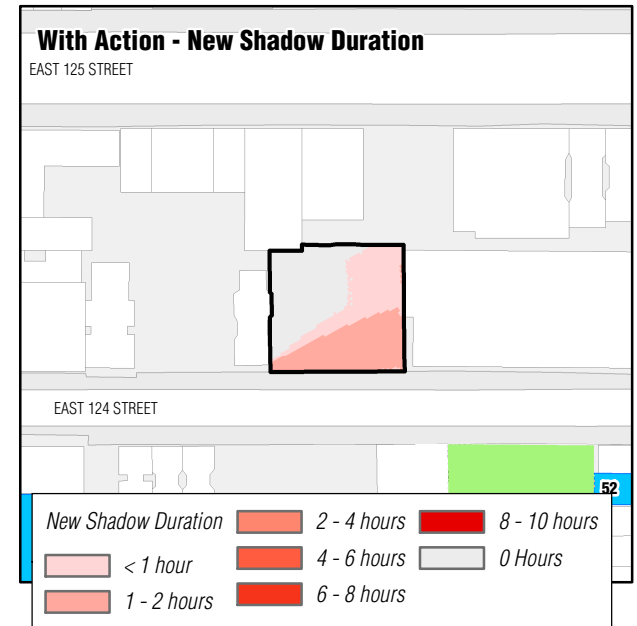 With Action - New Shadow Duration
EAST 125 STREET
EAST 124 STREET
52
New Shadow Duration
< 1 hour
1 - 2 hours
2 - 4 hours
4 - 6 hours
6 - 8 hours
8 - 10 hours
0 Hours